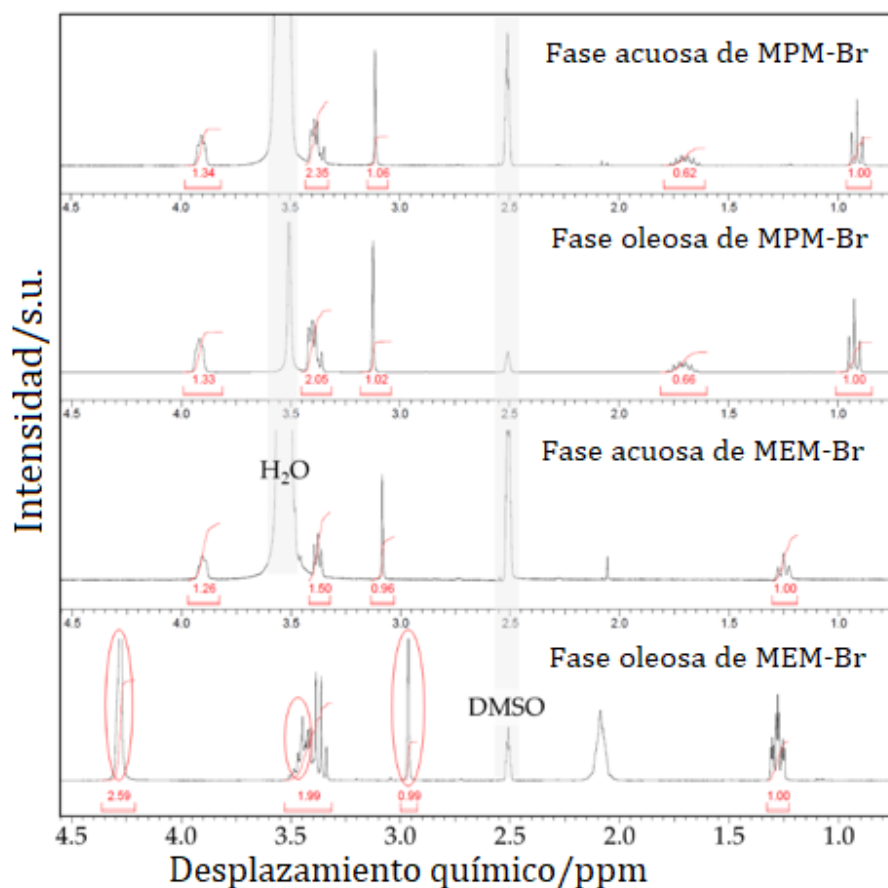 Intensidad/s.u.
Fase acuosa de MPM-Br
1.34 2.35 1.06 0.62 1.00
4.5 4.0 3.5 3.0 2.5 2.0 1.5 1.0
Fase oleosa de MPM-Br
1.33 2.05 1.02 0.66 1.00
4.5 4.0 3.5 3.0 2.5 2.0 1.5 1.0
Fase acuosa de MEM-Br
H₂O
1.26 1.50 0.96 1.00
4.5 4.0 3.5 3.0 2.5 2.0 1.5 1.0
Fase oleosa de MEM-Br
DMSO
2.59 1.99 0.99 1.00
4.5 4.0 3.5 3.0 2.5 2.0 1.5 1.0
Desplazamiento químico/ppm